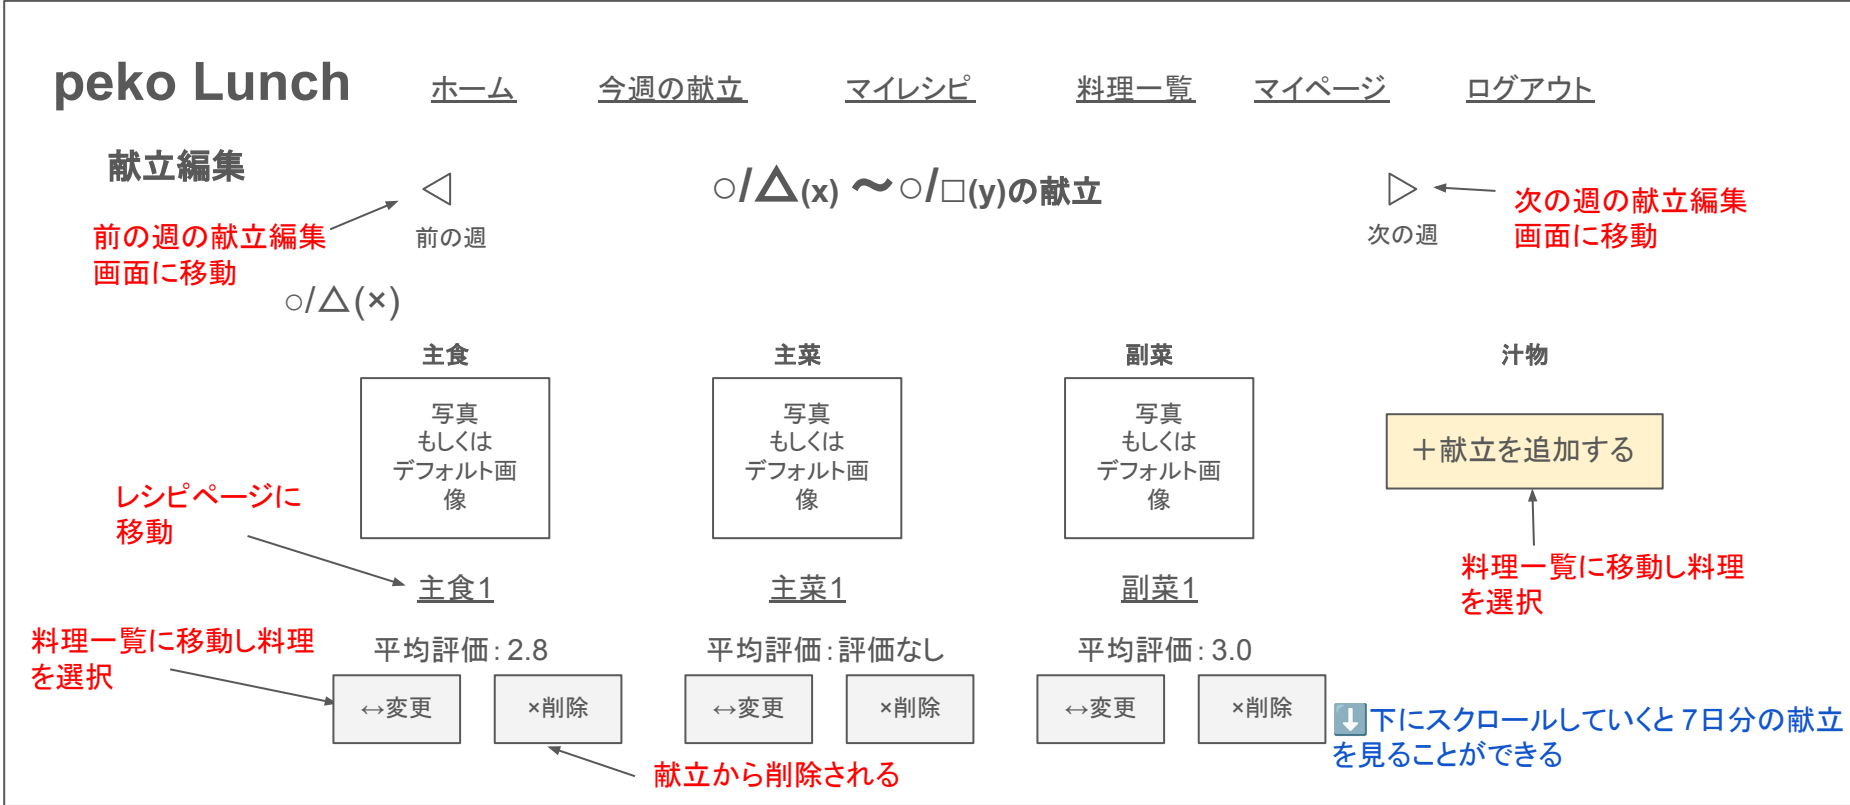 peko Lunch ホーム 今週の献立 マイレシピ 料理一覧 マイページ ログアウト
献立編集
○/△(x) 〜○/□(y)の献立
◁
前の週
▷
次の週
前の週の献立編集
画面に移動
次の週の献立編集
画面に移動
○/△(×)
主食 主菜 副菜 汁物
写真
もしくは
デフォルト画
像
写真
もしくは
デフォルト画
像
写真
もしくは
デフォルト画
像
+献立を追加する
レシピページに
移動
料理一覧に移動し料理
を選択
主食1 主菜1 副菜1
料理一覧に移動し料理
を選択
平均評価:2.8 平均評価:評価なし 平均評価:3.0
↔変更 ×削除 ↔変更 ×削除 ↔変更 ×削除
⬇️下にスクロールしていくと7日分の献立
を見ることができる
献立から削除される